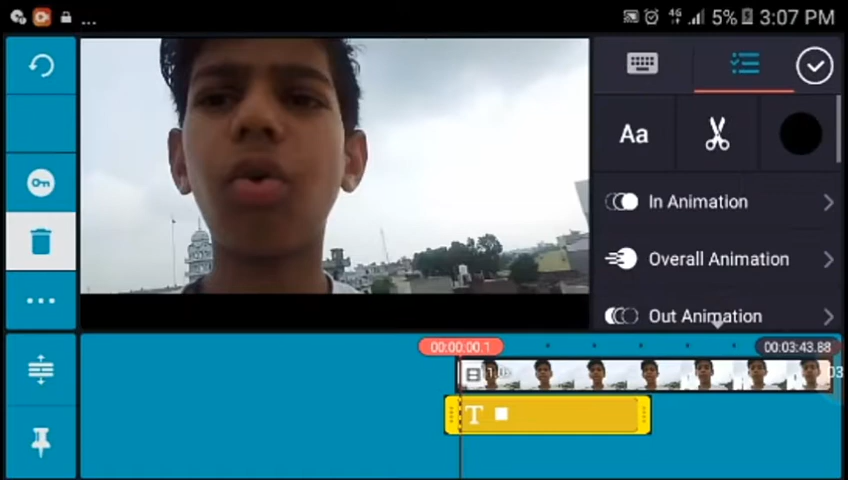 ... 4G 5% 3:07 PM
Aa
In Animation
Overall Animation
Out Animation
00:00:00.1 00:03:43.88
T